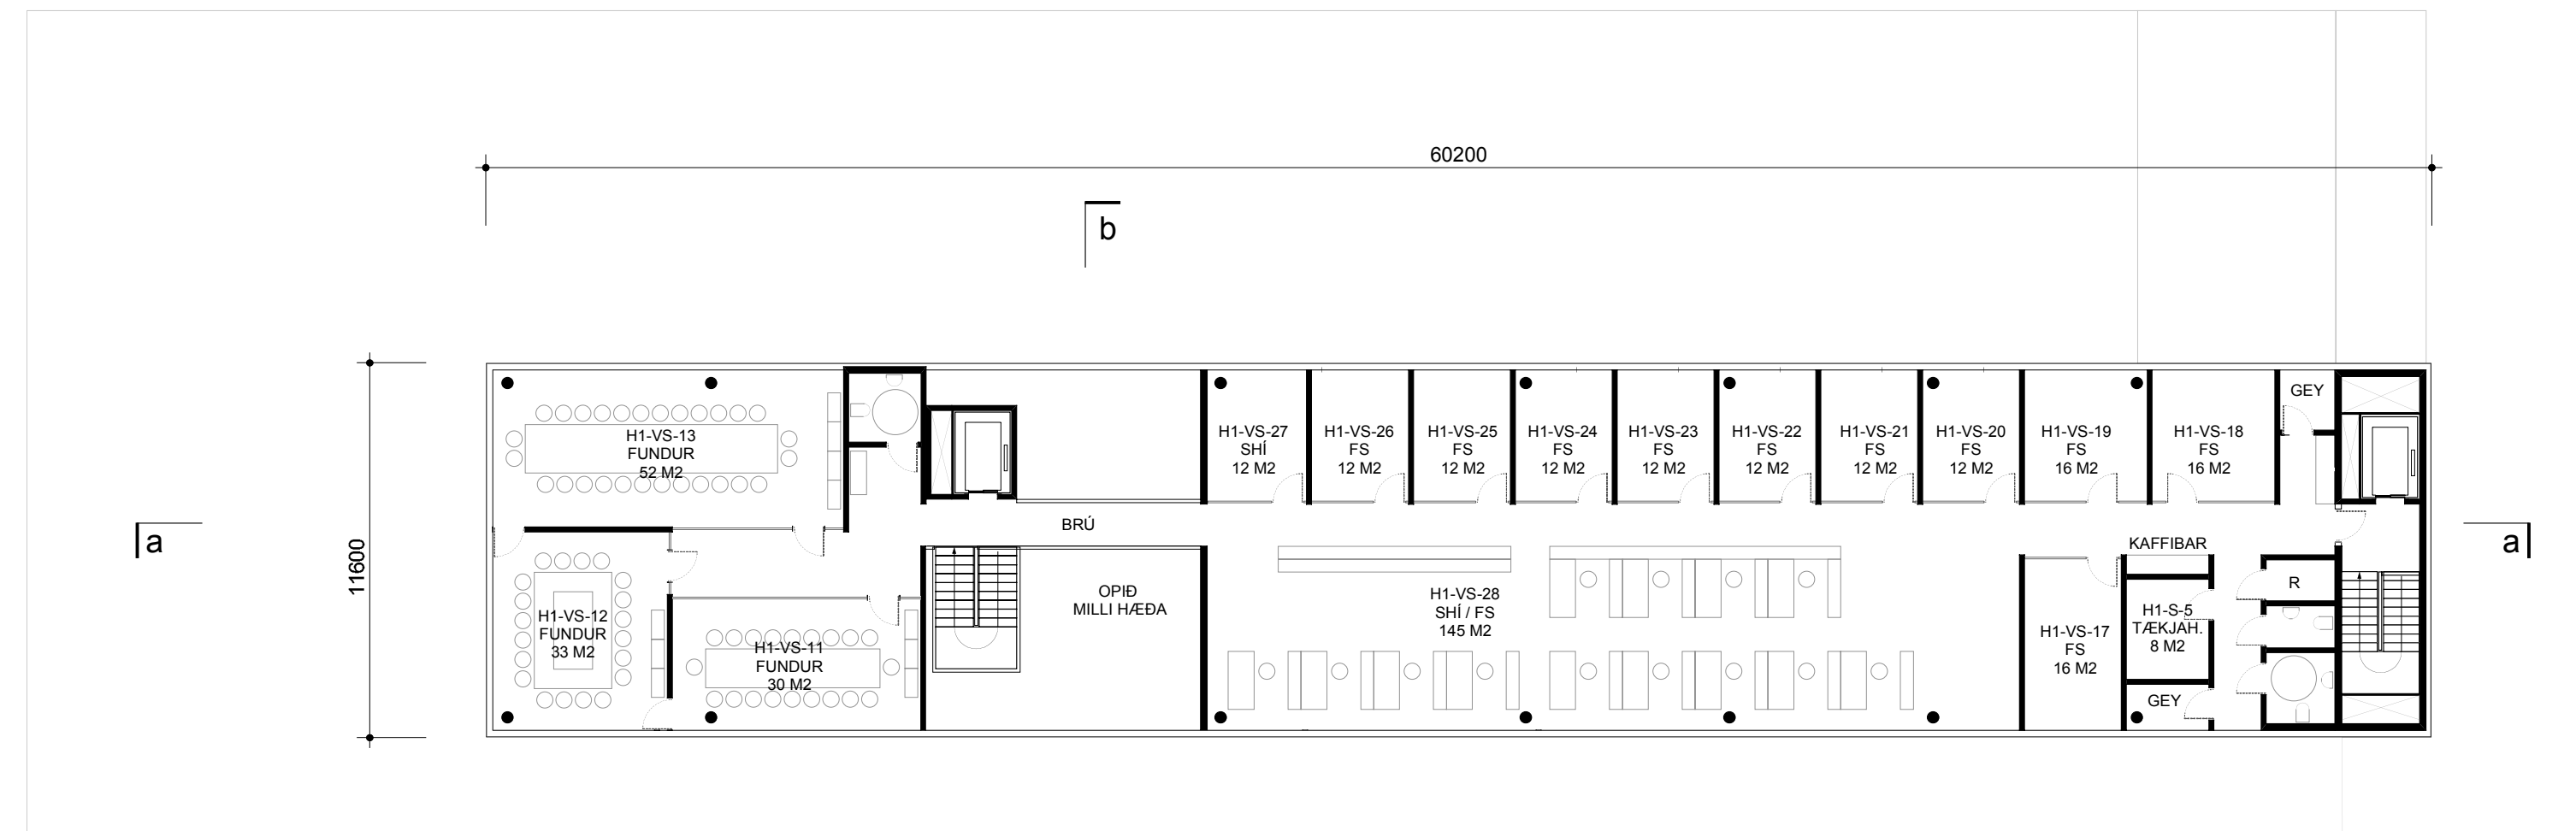 60200
b
11600
a
a
H1-VS-13
FUNDUR
52 M2
H1-VS-12
FUNDUR
33 M2
H1-VS-11
FUNDUR
30 M2
BRÚ
OPIÐ
MILLI HÆÐA
H1-VS-27
SHÍ
12 M2
H1-VS-26
FS
12 M2
H1-VS-25
FS
12 M2
H1-VS-24
FS
12 M2
H1-VS-23
FS
12 M2
H1-VS-22
FS
12 M2
H1-VS-21
FS
12 M2
H1-VS-20
FS
12 M2
H1-VS-19
FS
16 M2
H1-VS-18
FS
16 M2
GEY
H1-VS-28
SHÍ / FS
145 M2
KAFFIBAR
H1-VS-17
FS
16 M2
H1-S-5
TÆKJAH.
8 M2
GEY
R